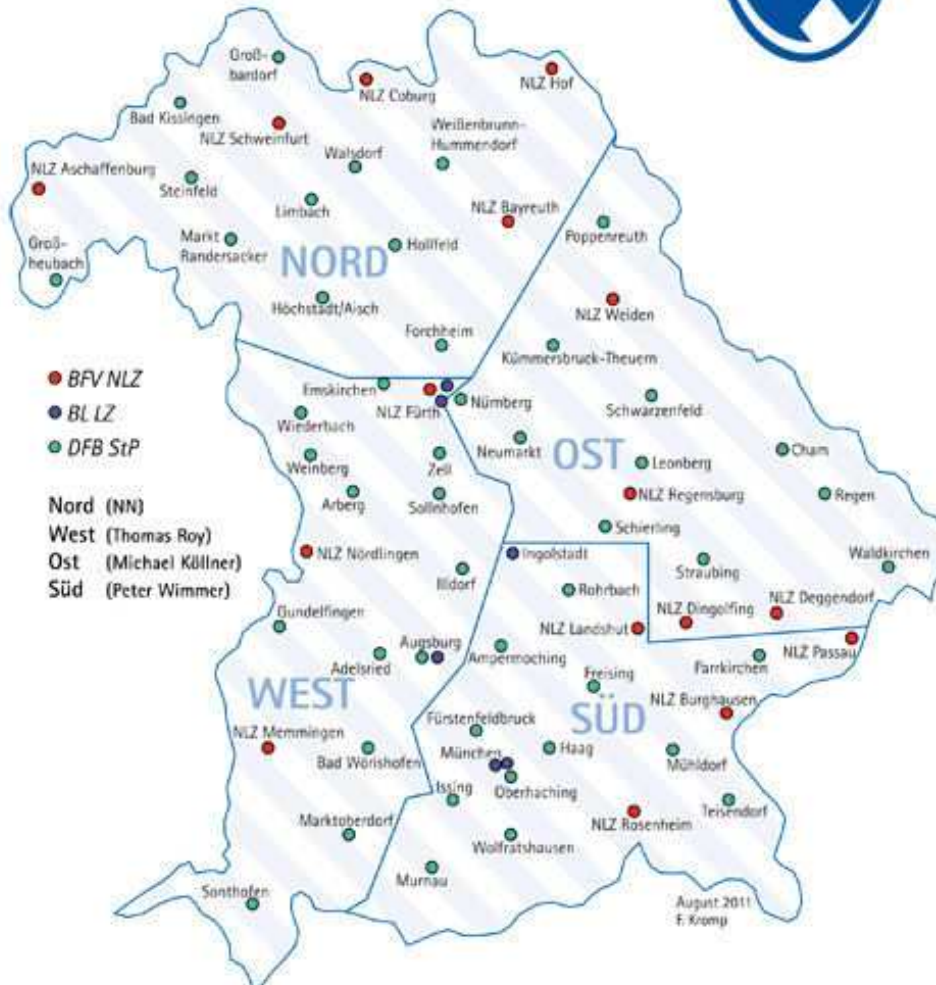 Groß-
bardorf
NLZ Coburg
NLZ Hof
Bad Kissingen
NLZ Schweinfurt
Weißenbrunn-
Hummendorf
Walsdorf
NLZ Aschaffenburg
Steinfeld
Limbach
NLZ Bayreuth
Groß-
heubach
Markt
Randersacker
Hollfeld
Poppenreuth
NORD
Höchstadt/Aisch
NLZ Weiden
Forchheim
Kümmersbruck-Theuern
BFV NLZ
BL LZ
DFB StP
Emskirchen
NLZ Fürth
Nürnberg
Wiederbach
Schwarzenfeld
Neumarkt
OST
Cham
Weinberg
Zell
Leonberg
Arberg
Sollnhofen
NLZ Regensburg
Regen
Nord (NN)
West (Thomas Roy)
Ost (Michael Köllner)
Süd (Peter Wimmer)
Schierling
NLZ Nördlingen
Ingolstadt
Waldkirchen
Illdorf
Straubing
Rohrbach
Gundelfingen
NLZ Dingolfing
NLZ Deggendorf
NLZ Landshut
Augsburg
Adelsried
Ampermoching
NLZ Passau
Parrkirchen
Freising
WEST
NLZ Burghausen
SÜD
Fürstenfeldbruck
NLZ Memmingen
München
Haag
Bad Wörishofen
Mühldorf
Issing
Oberhaching
Teisendorf
Marktoberdorf
NLZ Rosenheim
Wolfratshausen
Murnau
Sonthofen
August 2011
F. Kromp